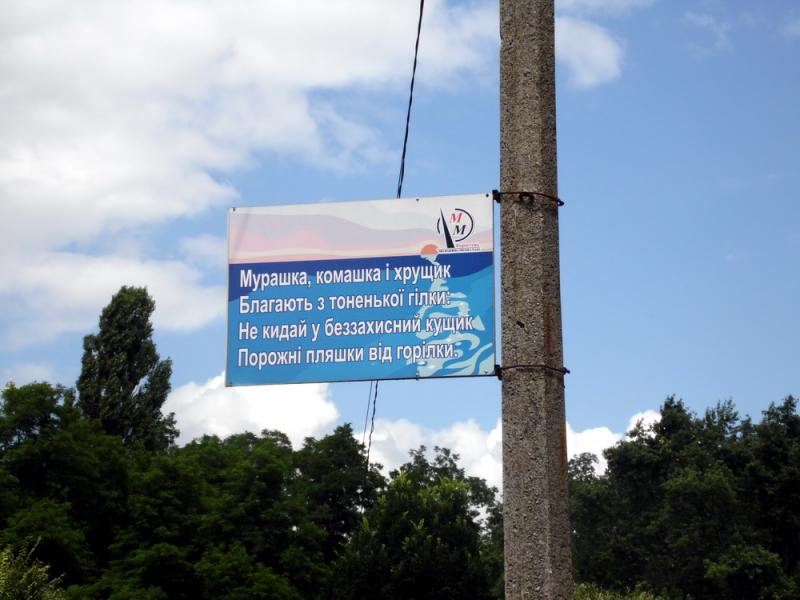 М
М
Мурашка, комашка і хрущик
Благають з тоненької гілки:
Не кидай у беззахисний кущик
Порожні пляшки від горілки.